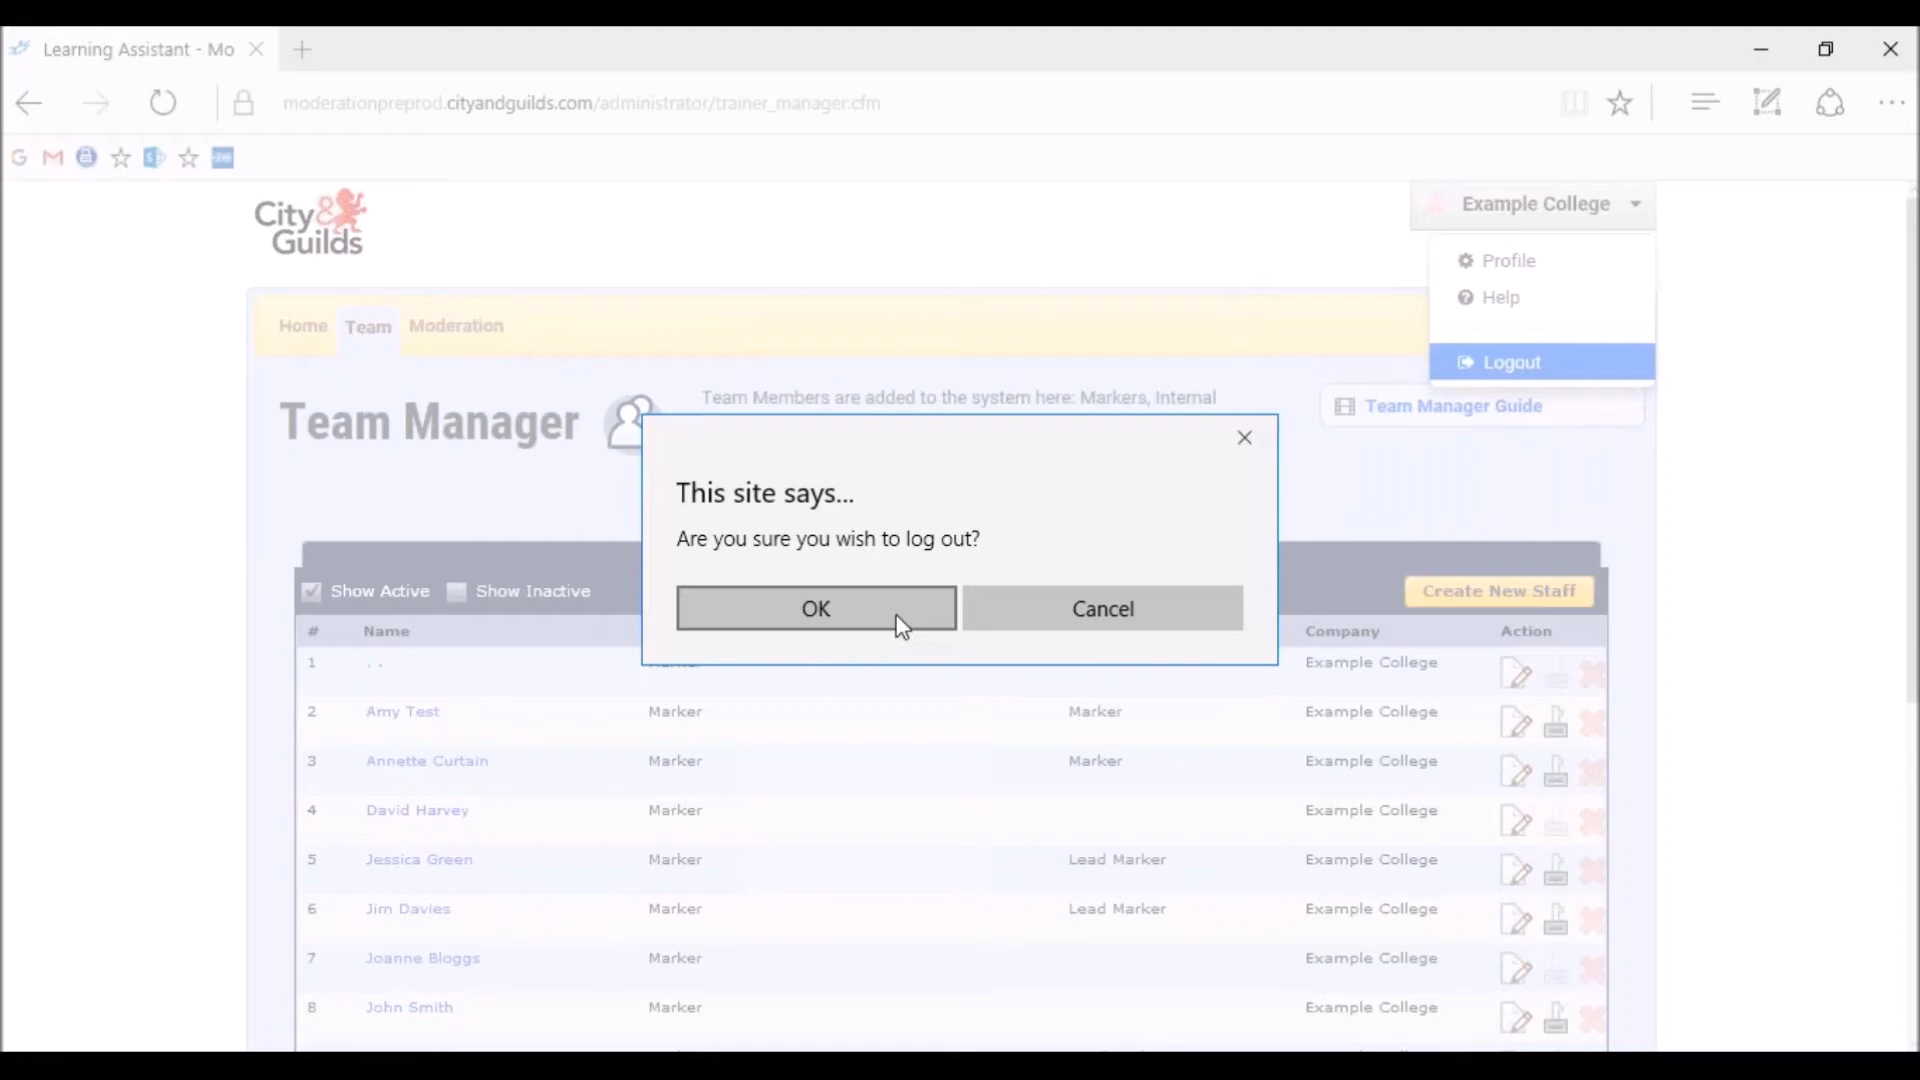 Learning Assistant - Mo
moderationpreprod.cityandguilds.com/administrator/trainer_manager.cfm
City & Guilds
Example College
Profile
Help
Logout
Home Team Moderation
Team Manager
Team Members are added to the system here: Markers, Internal
Team Manager Guide
This site says...
Are you sure you wish to log out?
OK Cancel
Show Active Show Inactive Create New Staff
# Name Company Action
1 . . Example College
2 Amy Test Marker Marker Example College
3 Annette Curtain Marker Marker Example College
4 David Harvey Marker Example College
5 Jessica Green Marker Lead Marker Example College
6 Jim Davies Marker Lead Marker Example College
7 Joanne Bloggs Marker Example College
8 John Smith Marker Example College